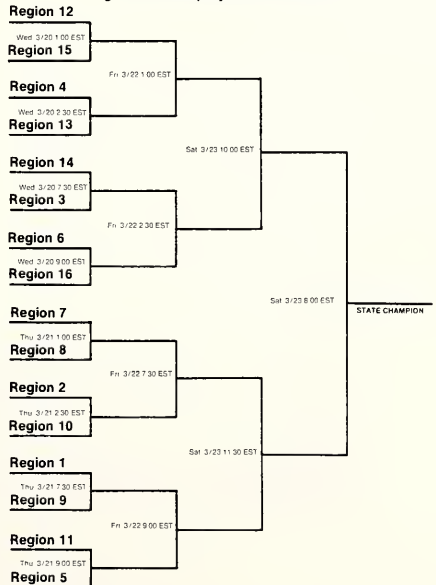 Region 12
Wed 3/20 1 00 EST
Region 15
Fri 3/22 1 00 EST
Region 4
Wed 3/20 2 30 EST
Region 13
Sat 3/23 10 00 EST
Region 14
Wed 3/20 7 30 EST
Region 3
Fri 3/22 2 30 EST
Region 6
Wed 3/20 9 00 EST
Region 16
Sat 3/23 8 00 EST
STATE CHAMPION
Region 7
Thu 3/21 1 00 EST
Region 8
Fri 3/22 7 30 EST
Region 2
Thu 3/21 2 30 EST
Region 10
Sat 3/23 11 30 EST
Region 1
Thu 3/21 7 30 EST
Region 9
Fri 3/22 9 00 EST
Region 11
Thu 3/21 9 00 EST
Region 5